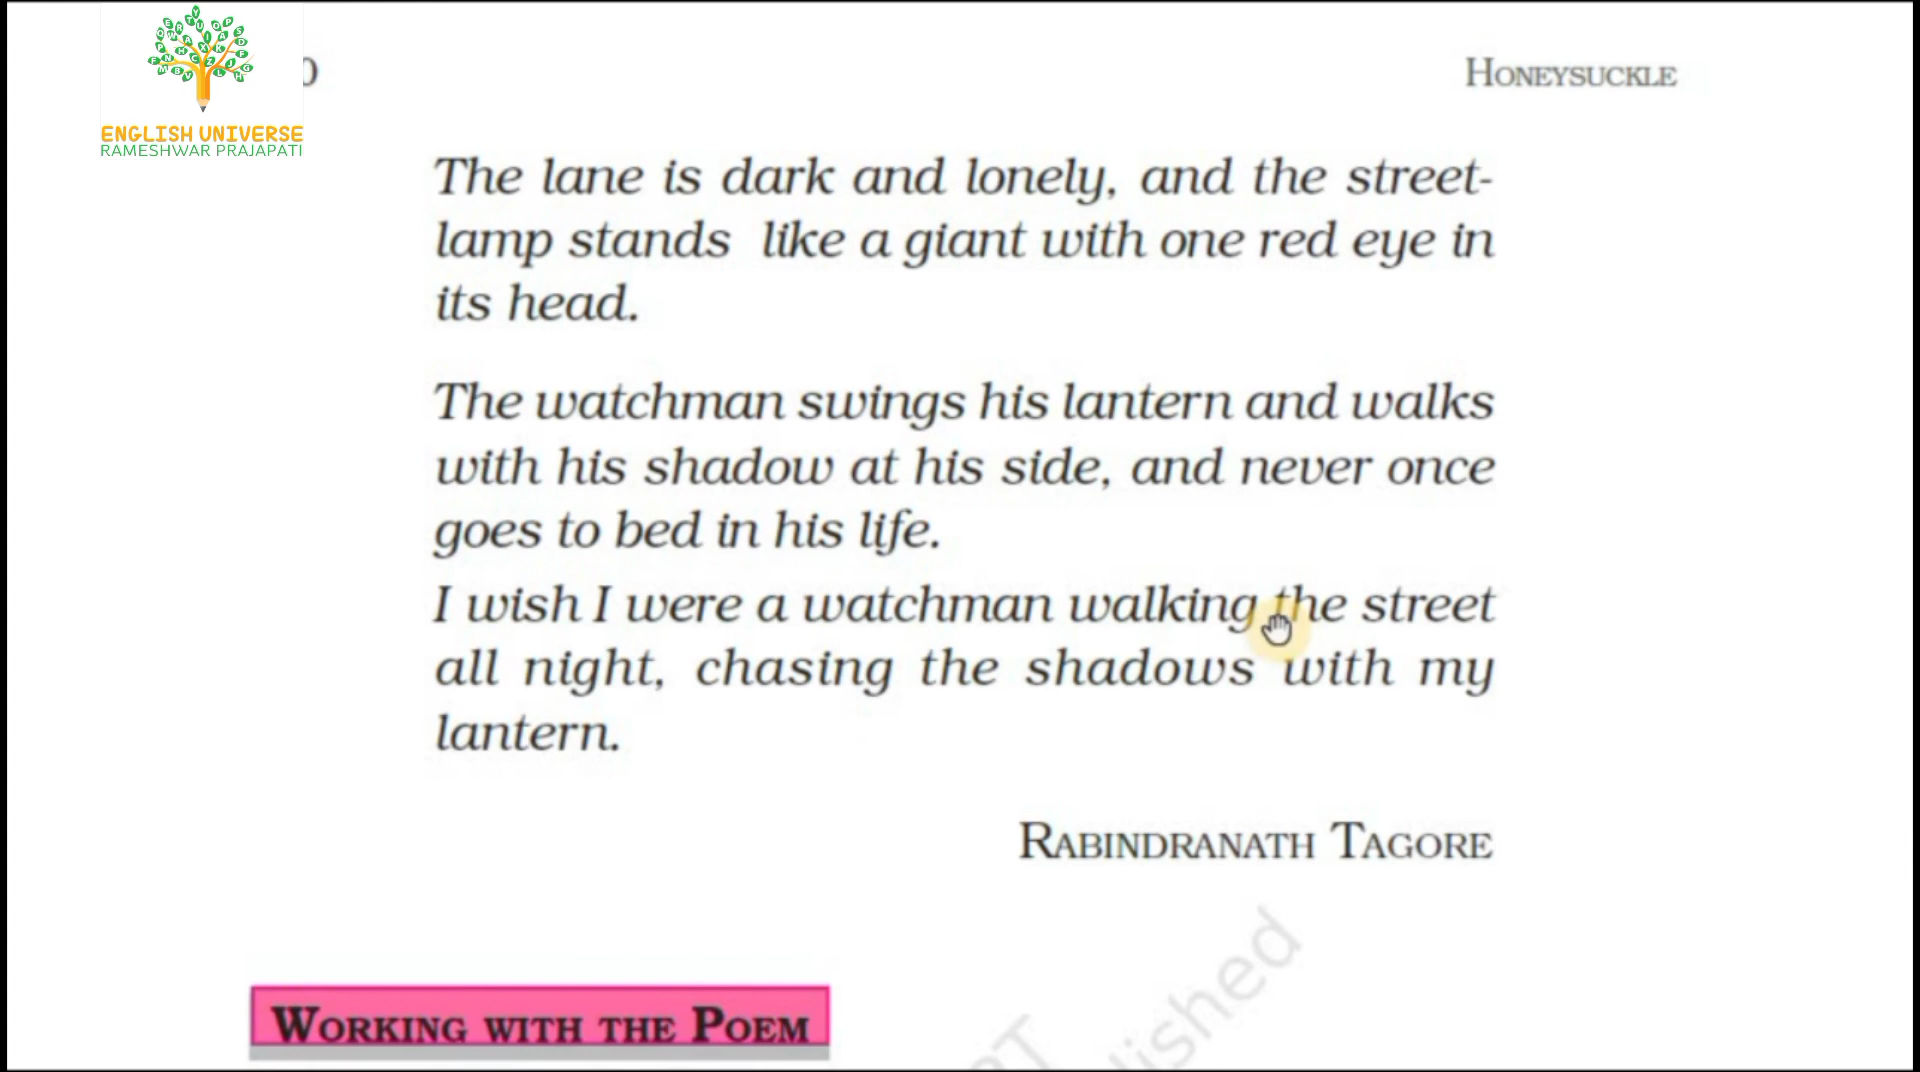 ENGLISH UNIVERSE
RAMESHWAR PRAJAPATI
0
HONEYSUCKLE
The lane is dark and lonely, and the street-
lamp stands like a giant with one red eye in
its head.
The watchman swings his lantern and walks
with his shadow at his side, and never once
goes to bed in his life.
I wish I were a watchman walking the street
all night, chasing the shadows with my
lantern.
RABINDRANATH TAGORE
WORKING WITH THE POEM